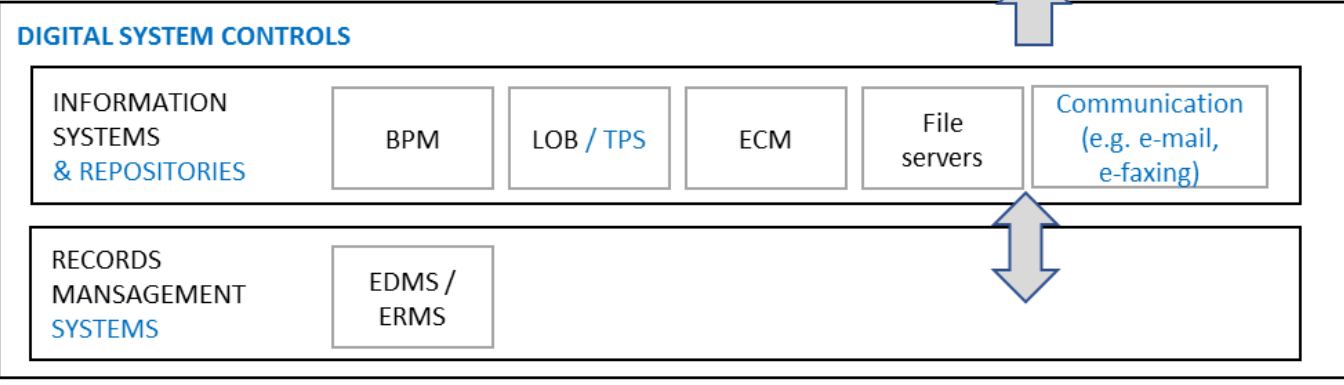 DIGITAL SYSTEM CONTROLS
INFORMATION
SYSTEMS
& REPOSITORIES
BPM
LOB / TPS
ECM
File
servers
Communication
(e.g. e-mail,
e-faxing)
RECORDS
MANSAGEMENT
SYSTEMS
EDMS /
ERMS